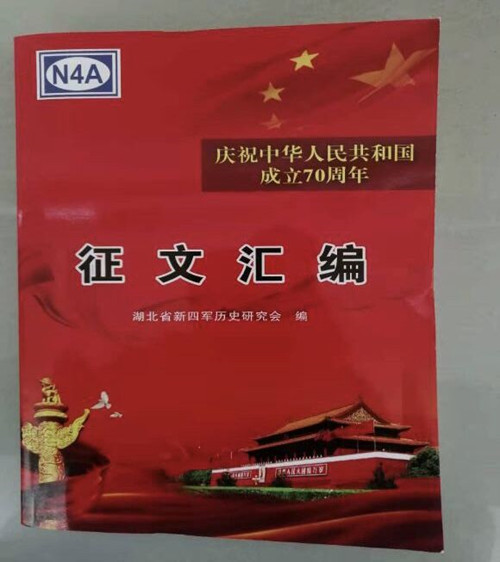 N4A
庆祝中华人民共和国
成立70周年
征文汇编
湖北省新四军历史研究会 编